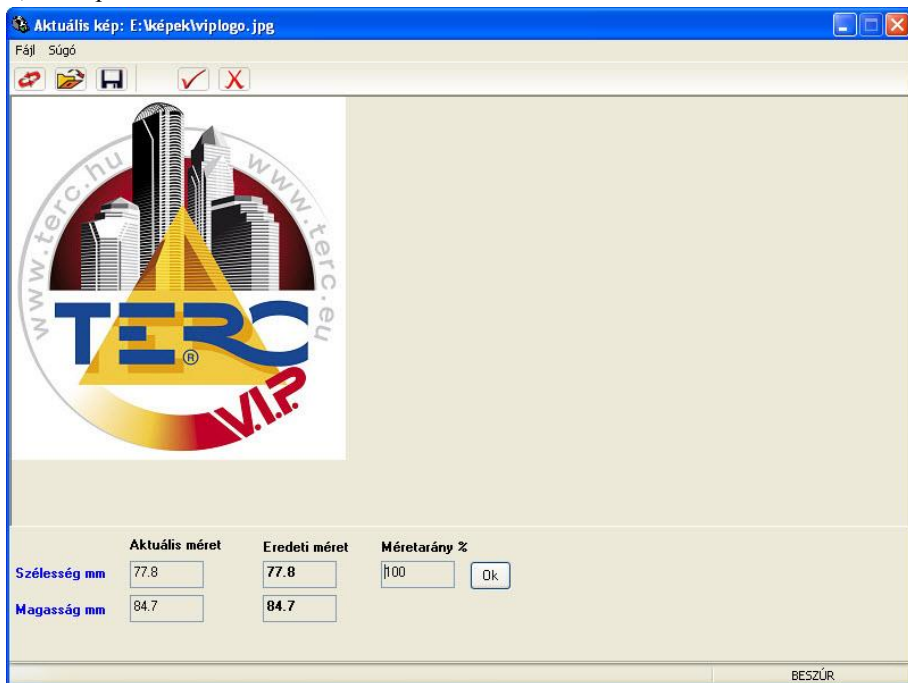 Aktuális kép: E:\képek\viplogo.jpg
Fájl Súgó
www.terc.hu
www.terc.eu
TERC
®
V.I.P.
Aktuális méret Eredeti méret Méretarány %
Szélesség mm 77.8 77.8 100 Ok
Magasság mm 84.7 84.7
BESZÚR